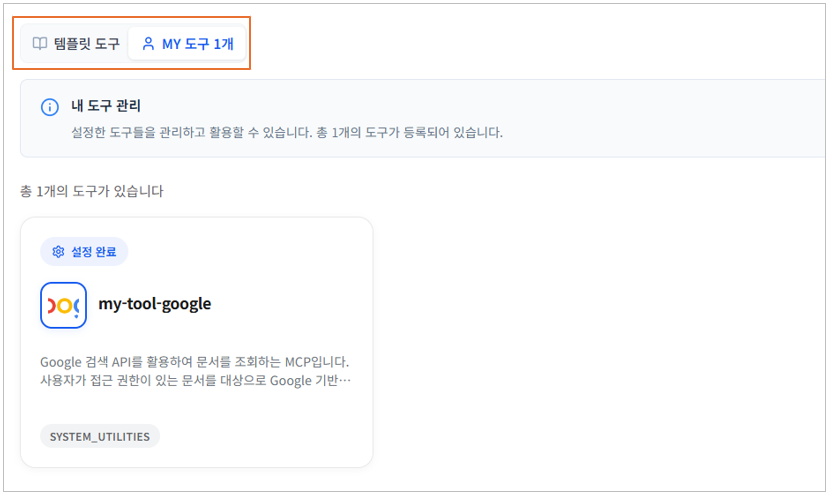 템플릿 도구
MY 도구 1개
내 도구 관리
설정한 도구들을 관리하고 활용할 수 있습니다. 총 1개의 도구가 등록되어 있습니다.
총 1개의 도구가 있습니다
설정 완료
my-tool-google
Google 검색 API를 활용하여 문서를 조회하는 MCP입니다.
사용자가 접근 권한이 있는 문서를 대상으로 Google 기반…
SYSTEM_UTILITIES